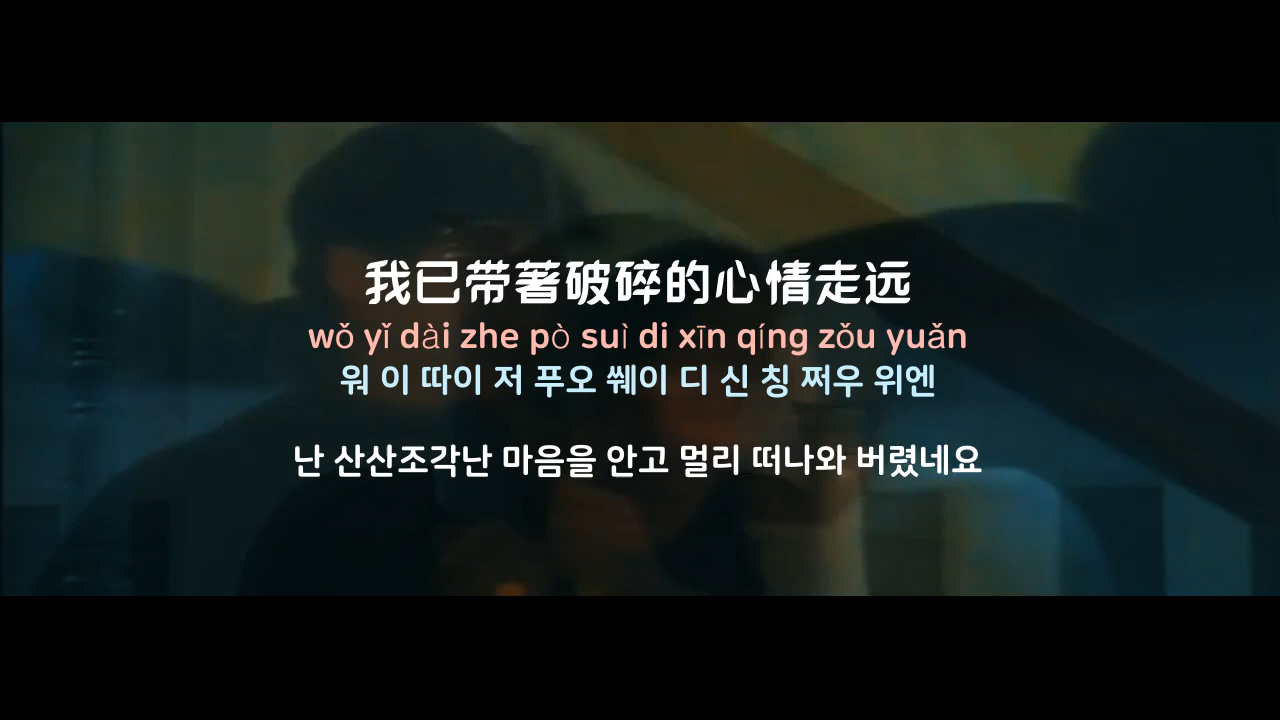 我已带著破碎的心情走远
wǒ yǐ dài zhe pò suì di xīn qíng zǒu yuǎn
워 이 따이 저 푸오 쒜이 디 신 칭 쩌우 위엔
난 산산조각난 마음을 안고 멀리 떠나와 버렸네요